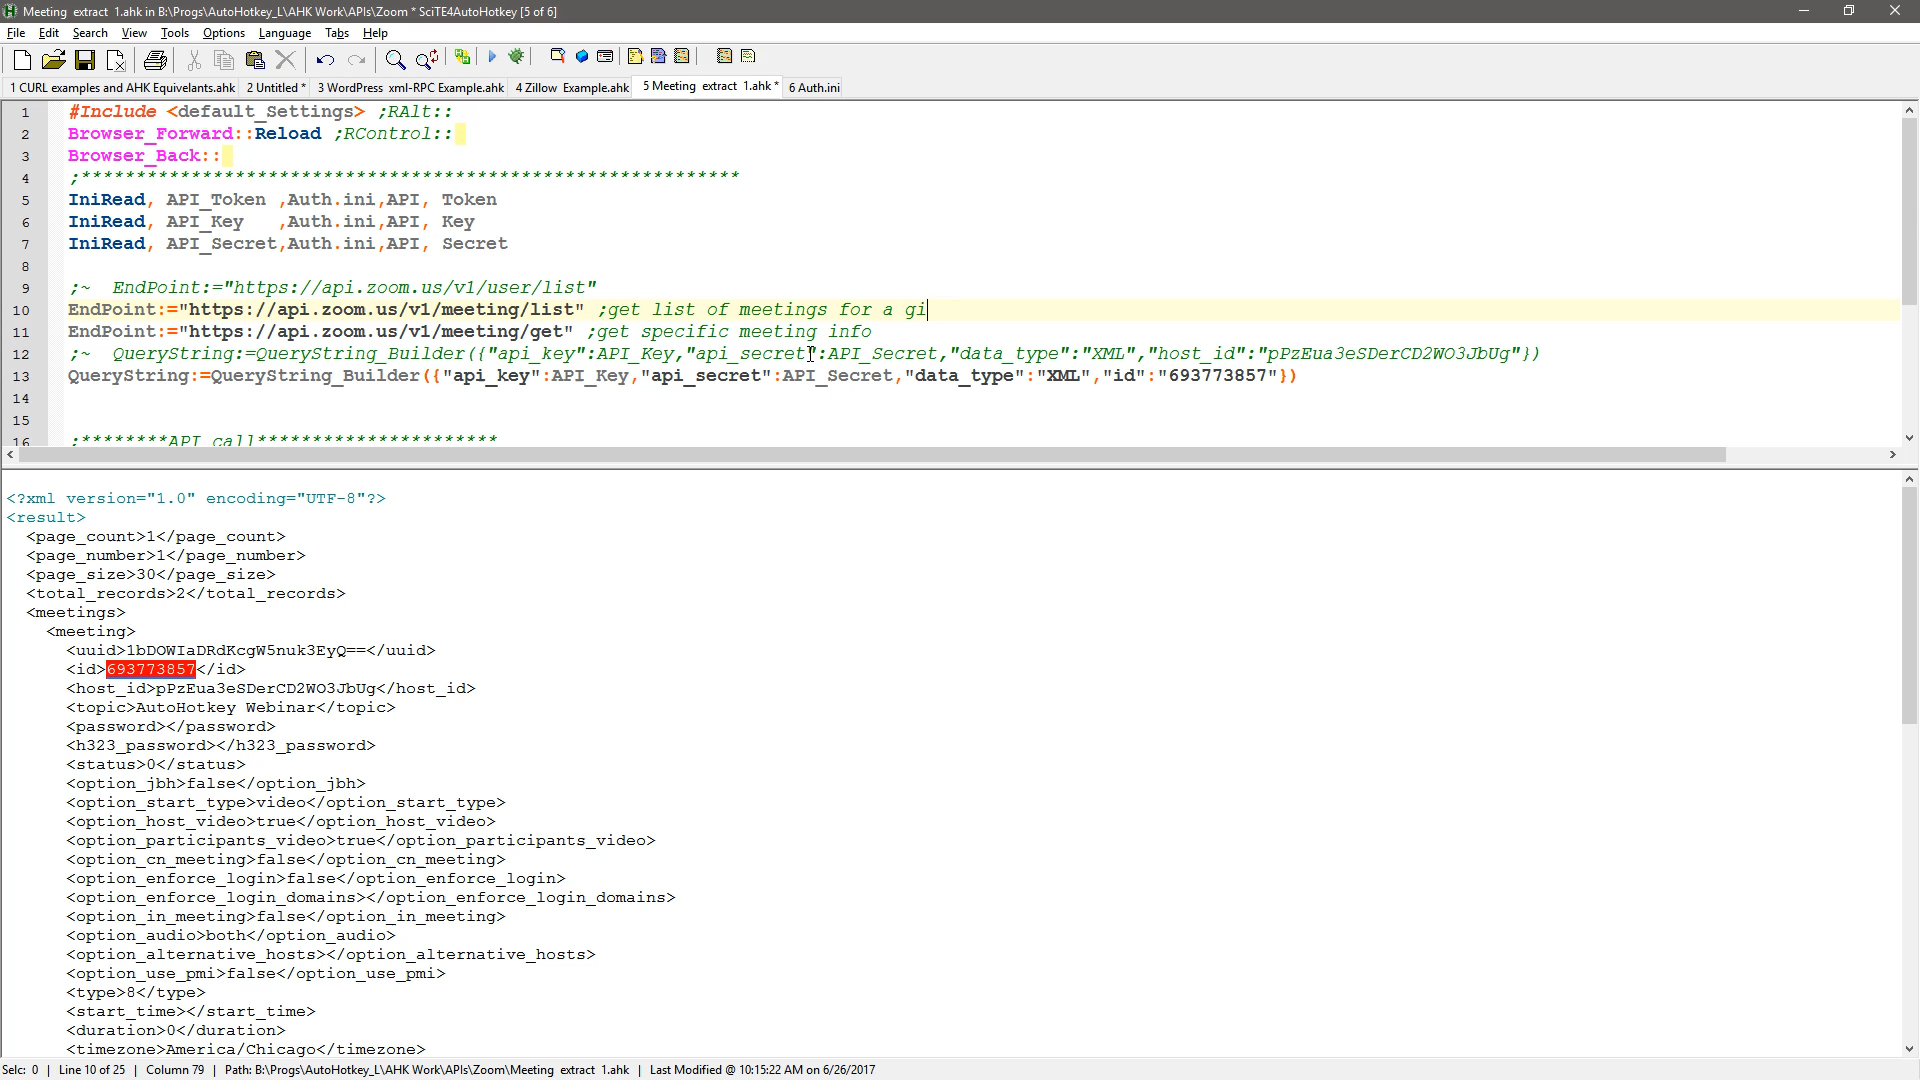 Meeting extract 1.ahk in B:\Progs\AutoHotkey_L\AHK Work\APIs\Zoom * SciTE4AutoHotkey [5 of 6]
File Edit Search View Tools Options Language Tabs Help
1 CURL examples and AHK Equivelants.ahk 2 Untitled * 3 WordPress xml-RPC Example.ahk 4 Zillow Example.ahk 5 Meeting extract 1.ahk * 6 Auth.ini
1 #Include <default_Settings> ;RAlt::
2 Browser_Forward::Reload ;RControl::
3 Browser_Back::
4 ;************************************************************
5 IniRead, API_Token ,Auth.ini,API, Token
6 IniRead, API_Key ,Auth.ini,API, Key
7 IniRead, API_Secret,Auth.ini,API, Secret
8
9 ;~ EndPoint:="https://api.zoom.us/v1/user/list"
10 EndPoint:="https://api.zoom.us/v1/meeting/list" ;get list of meetings for a gi
11 EndPoint:="https://api.zoom.us/v1/meeting/get" ;get specific meeting info
12 ;~ QueryString:=QueryString_Builder({"api_key":API_Key,"api_secret":API_Secret,"data_type":"XML","host_id":"pPzEua3eSDerCD2WO3JbUg"})
13 QueryString:=QueryString_Builder({"api_key":API_Key,"api_secret":API_Secret,"data_type":"XML","id":"693773857"})
14
15
16 ;********API call**********************
<?xml version="1.0" encoding="UTF-8"?>
<result>
<page_count>1</page_count>
<page_number>1</page_number>
<page_size>30</page_size>
<total_records>2</total_records>
<meetings>
<meeting>
<uuid>1bDOWIaDRdKcgW5nuk3EyQ==</uuid>
<id>693773857</id>
<host_id>pPzEua3eSDerCD2WO3JbUg</host_id>
<topic>AutoHotkey Webinar</topic>
<password></password>
<h323_password></h323_password>
<status>0</status>
<option_jbh>false</option_jbh>
<option_start_type>video</option_start_type>
<option_host_video>true</option_host_video>
<option_participants_video>true</option_participants_video>
<option_cn_meeting>false</option_cn_meeting>
<option_enforce_login>false</option_enforce_login>
<option_enforce_login_domains></option_enforce_login_domains>
<option_in_meeting>false</option_in_meeting>
<option_audio>both</option_audio>
<option_alternative_hosts></option_alternative_hosts>
<option_use_pmi>false</option_use_pmi>
<type>8</type>
<start_time></start_time>
<duration>0</duration>
<timezone>America/Chicago</timezone>
Selc: 0 | Line 10 of 25 | Column 79 | Path: B:\Progs\AutoHotkey_L\AHK Work\APIs\Zoom\Meeting extract 1.ahk | Last Modified @ 10:15:22 AM on 6/26/2017